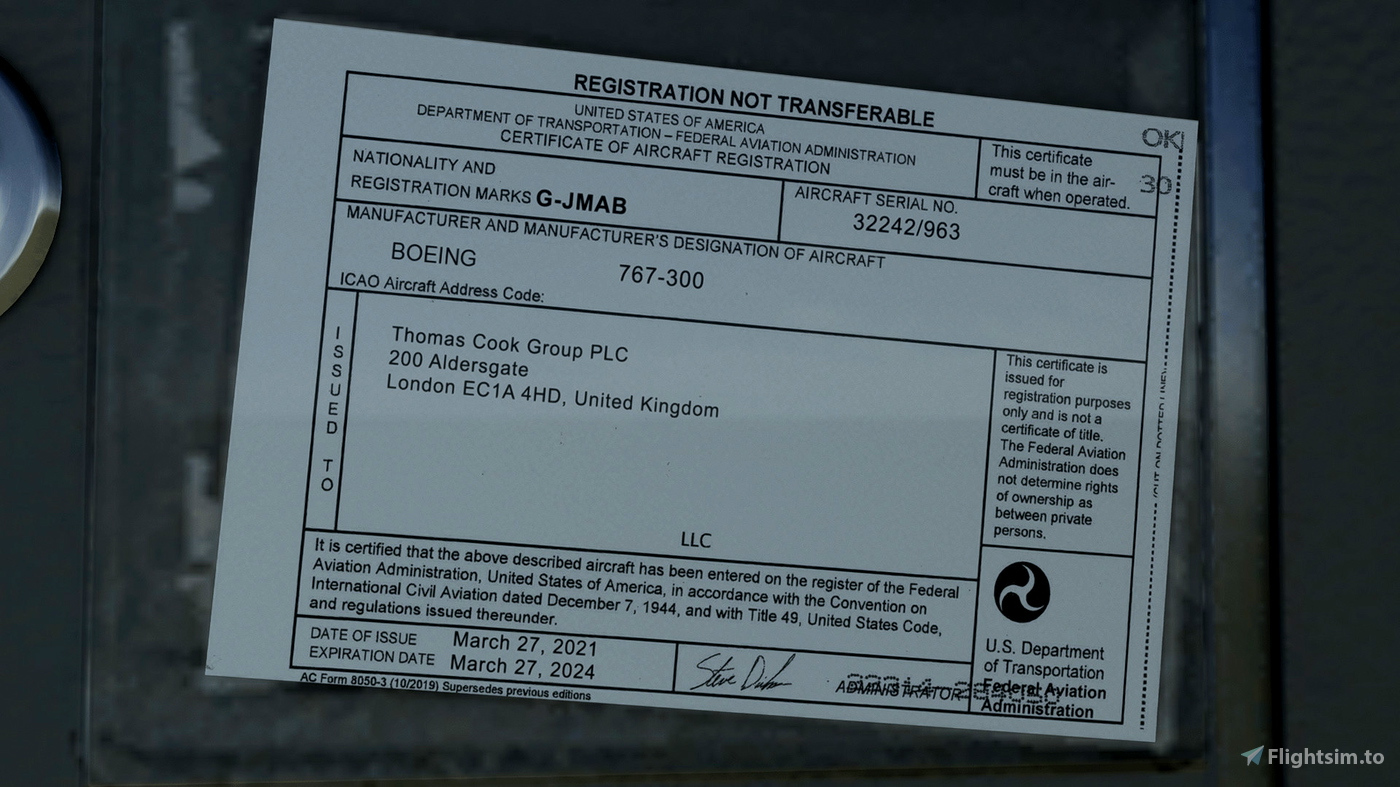 REGISTRATION NOT TRANSFERABLE
UNITED STATES OF AMERICA
DEPARTMENT OF TRANSPORTATION – FEDERAL AVIATION ADMINISTRATION
CERTIFICATE OF AIRCRAFT REGISTRATION
This certificate
must be in the air-
craft when operated.
OK
30
NATIONALITY AND
REGISTRATION MARKS G-JMAB
AIRCRAFT SERIAL NO.
32242/963
MANUFACTURER AND MANUFACTURER'S DESIGNATION OF AIRCRAFT
BOEING 767-300
ICAO Aircraft Address Code:
ISSUED TO
Thomas Cook Group PLC
200 Aldersgate
London EC1A 4HD, United Kingdom
LLC
This certificate is
issued for
registration purposes
only and is not a
certificate of title.
The Federal Aviation
Administration does
not determine rights
of ownership as
between private
persons.
It is certified that the above described aircraft has been entered on the register of the Federal
Aviation Administration, United States of America, in accordance with the Convention on
International Civil Aviation dated December 7, 1944, and with Title 49, United States Code,
and regulations issued thereunder.
DATE OF ISSUE March 27, 2021
EXPIRATION DATE March 27, 2024
Steve Dickson
ADMINISTRATOR
U.S. Department
of Transportation
Federal Aviation
Administration
AC Form 8050-3 (10/2019) Supersedes previous editions
Flightsim.to